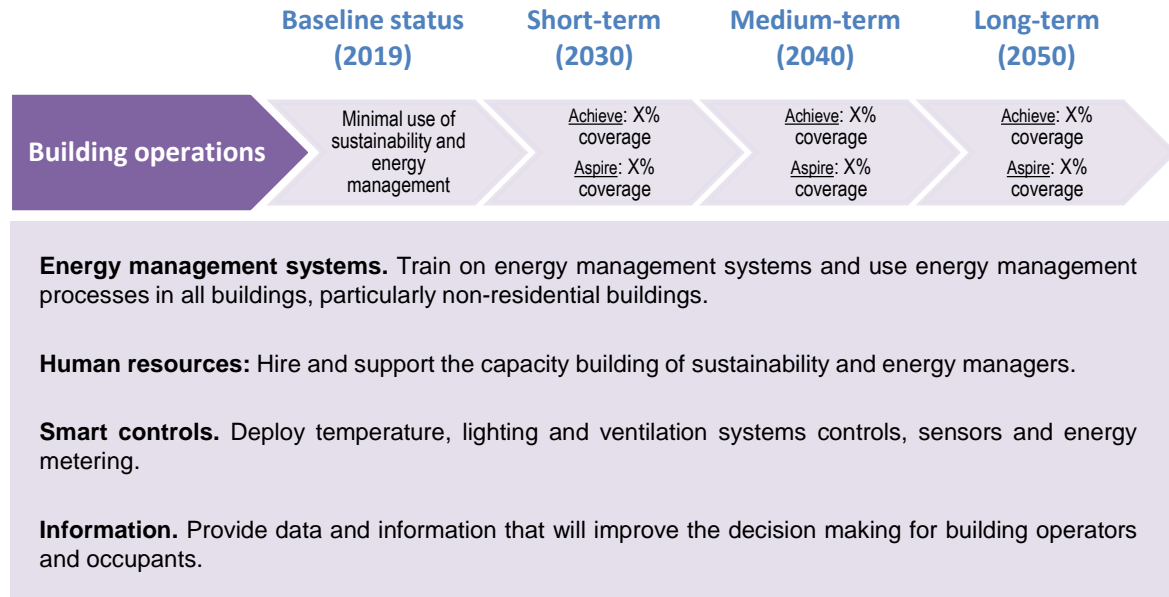 Baseline status
(2019)
Short-term
(2030)
Medium-term
(2040)
Long-term
(2050)
Building operations
Minimal use of
sustainability and
energy
management
Achieve: X%
coverage
Aspire: X%
coverage
Achieve: X%
coverage
Aspire: X%
coverage
Achieve: X%
coverage
Aspire: X%
coverage
Energy management systems. Train on energy management systems and use energy management
processes in all buildings, particularly non-residential buildings.
Human resources: Hire and support the capacity building of sustainability and energy managers.
Smart controls. Deploy temperature, lighting and ventilation systems controls, sensors and energy
metering.
Information. Provide data and information that will improve the decision making for building operators
and occupants.